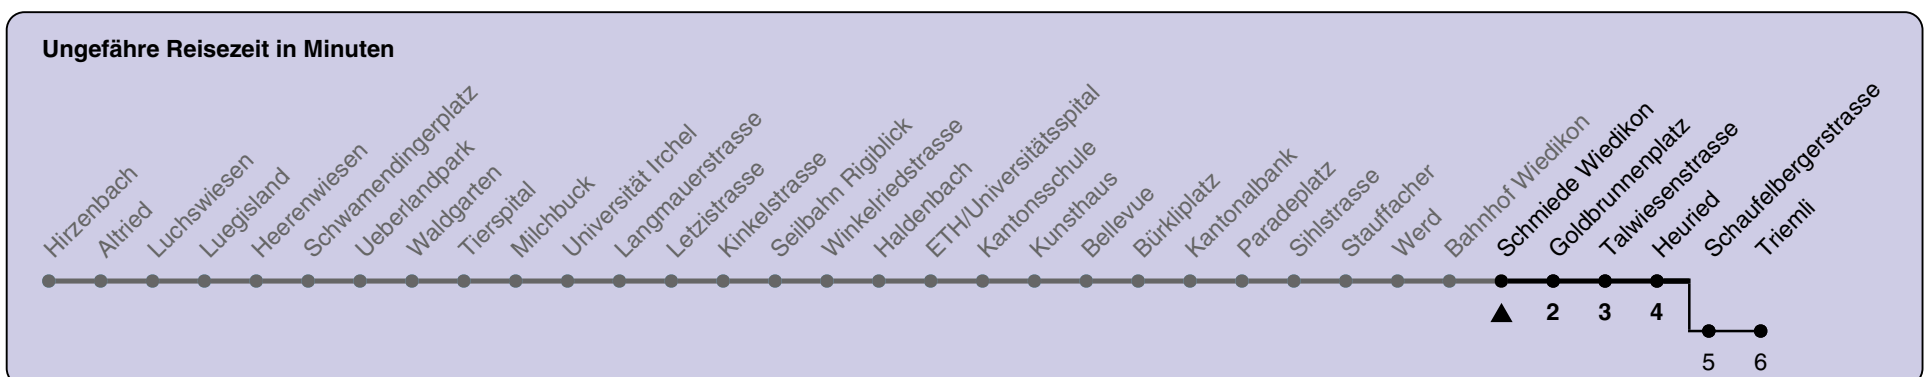 Ungefähre Reisezeit in Minuten
Hirzenbach
Altried
Luchswiesen
Luegisland
Heerenwiesen
Schwamendingerplatz
Ueberlandpark
Waldgarten
Tierspital
Milchbuck
Universität Irchel
Langmauerstrasse
Letzistrasse
Kinkelstrasse
Seilbahn Rigiblick
Winkelriedstrasse
Haldenbach
ETH/Universitätsspital
Kantonsschule
Kunsthaus
Bellevue
Bürkliplatz
Kantonalbank
Paradeplatz
Sihlstrasse
Stauffacher
Werd
Bahnhof Wiedikon
Schmiede Wiedikon
Goldbrunnenplatz
Talwiesenstrasse
Heuried
Schaufelbergerstrasse
Triemli
2 3 4
5 6